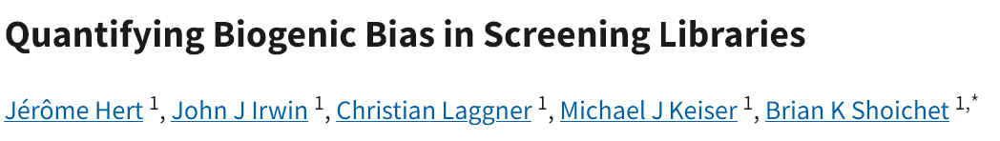 Quantifying Biogenic Bias in Screening Libraries
Jérôme Hert 1, John J Irwin 1, Christian Laggner 1, Michael J Keiser 1, Brian K Shoichet 1,*